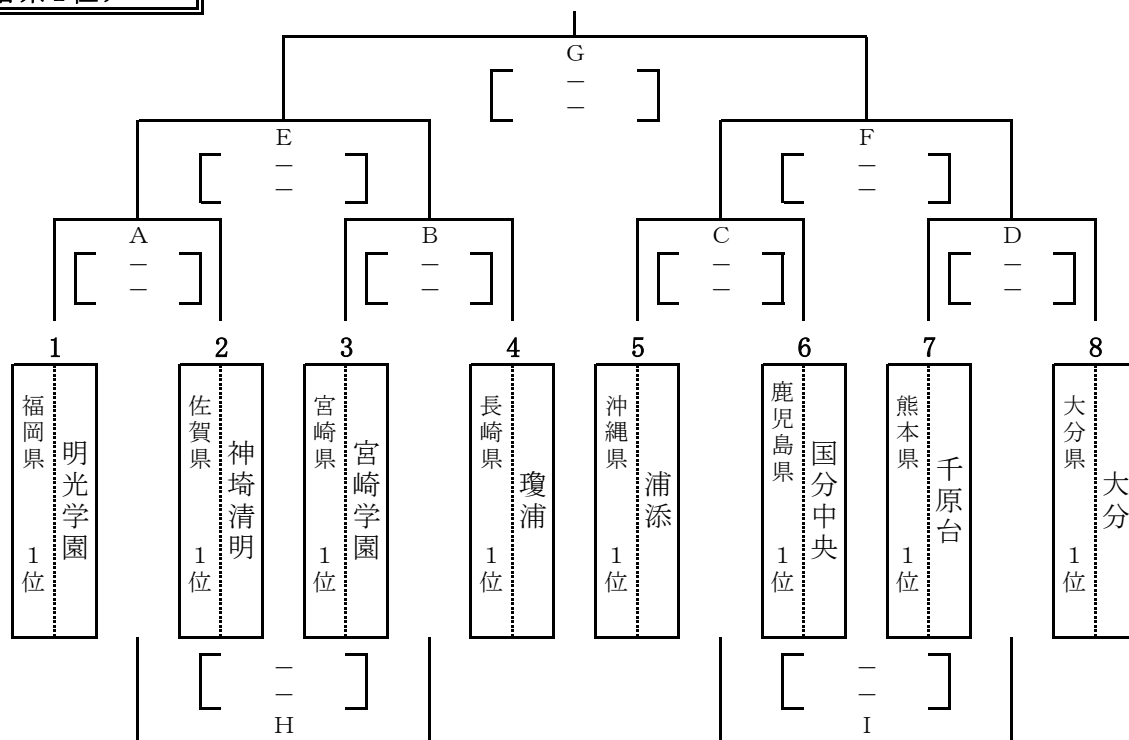 G
—
—
E
—
—
F
—
—
A
—
—
B
—
—
C
—
—
D
—
—
1
2
3
4
5
6
7
8
福岡県 1位
明光学園
佐賀県 1位
神埼清明
宮崎県 1位
宮崎学園
長崎県 1位
瓊浦
沖縄県 1位
浦添
鹿児島県 1位
国分中央
熊本県 1位
千原台
大分県 1位
大分
—
—
H
—
—
I